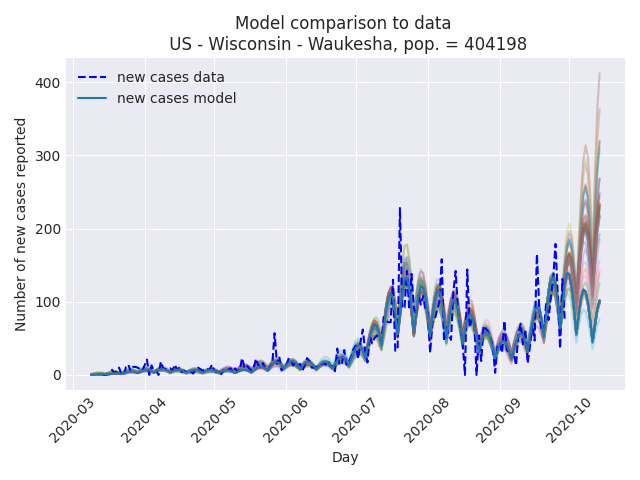 Model comparison to data
US - Wisconsin - Waukesha, pop. = 404198
new cases data
new cases model
Number of new cases reported
400
300
200
100
0
2020-03
2020-04
2020-05
2020-06
2020-07
2020-08
2020-09
2020-10
Day